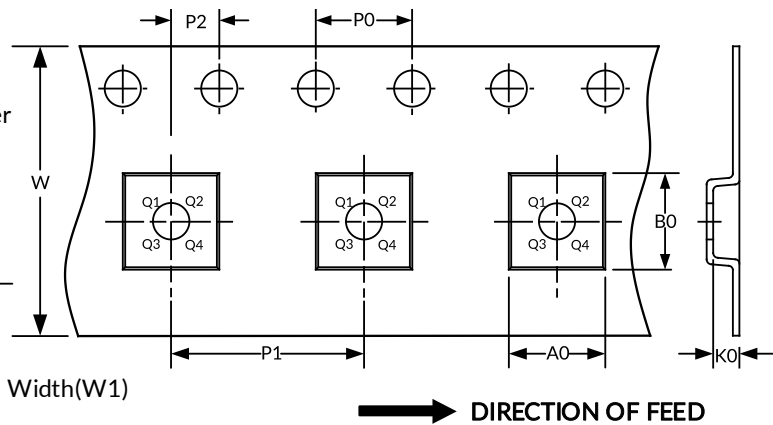 P2
P0
er
W
Q1 Q2
Q1 Q2
Q1 Q2
B0
Q3 Q4
Q3 Q4
Q3 Q4
P1
A0
K0
Width(W1)
DIRECTION OF FEED